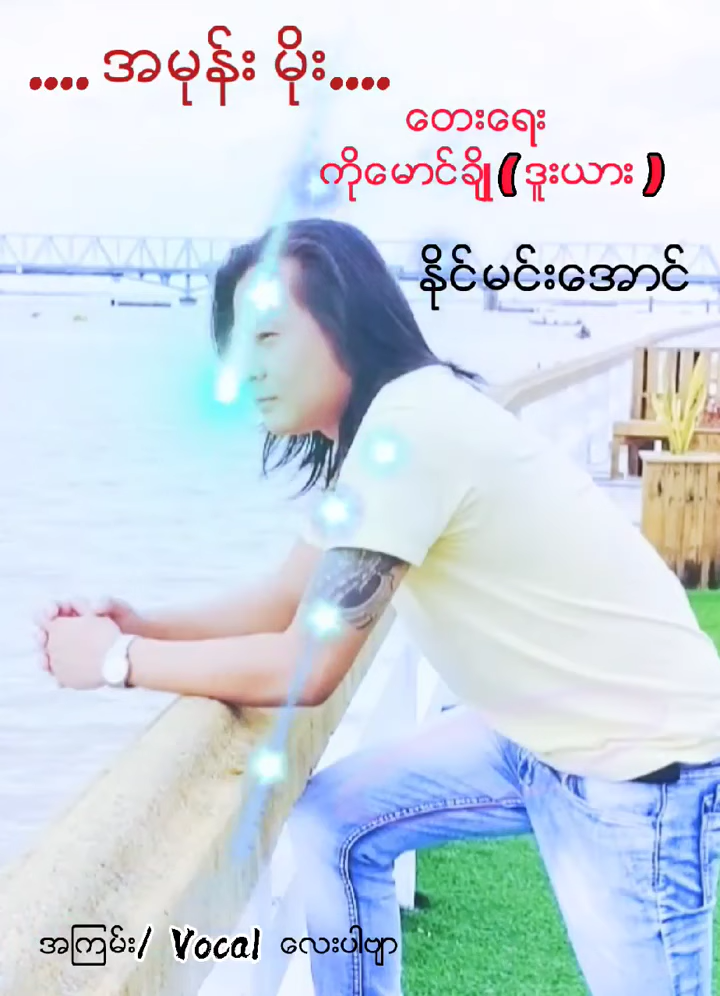 .... အမုန်း မိုး....
တေးရေး
ကိုမောင်ချို ( ဒူးယား )
နိုင်မင်းအောင်
အကြမ်း/ Vocal လေးပါဗျာ